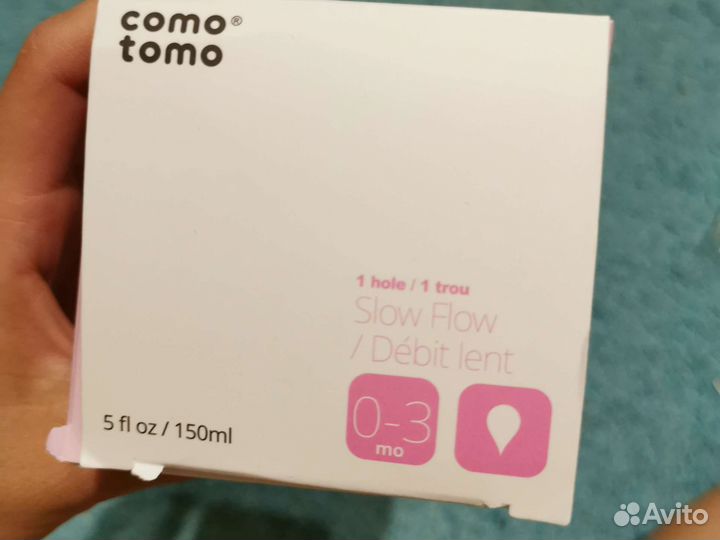 como®
tomo
1 hole / 1 trou
Slow Flow
/ Débit lent
0-3
mo
5 fl oz / 150ml
Avito